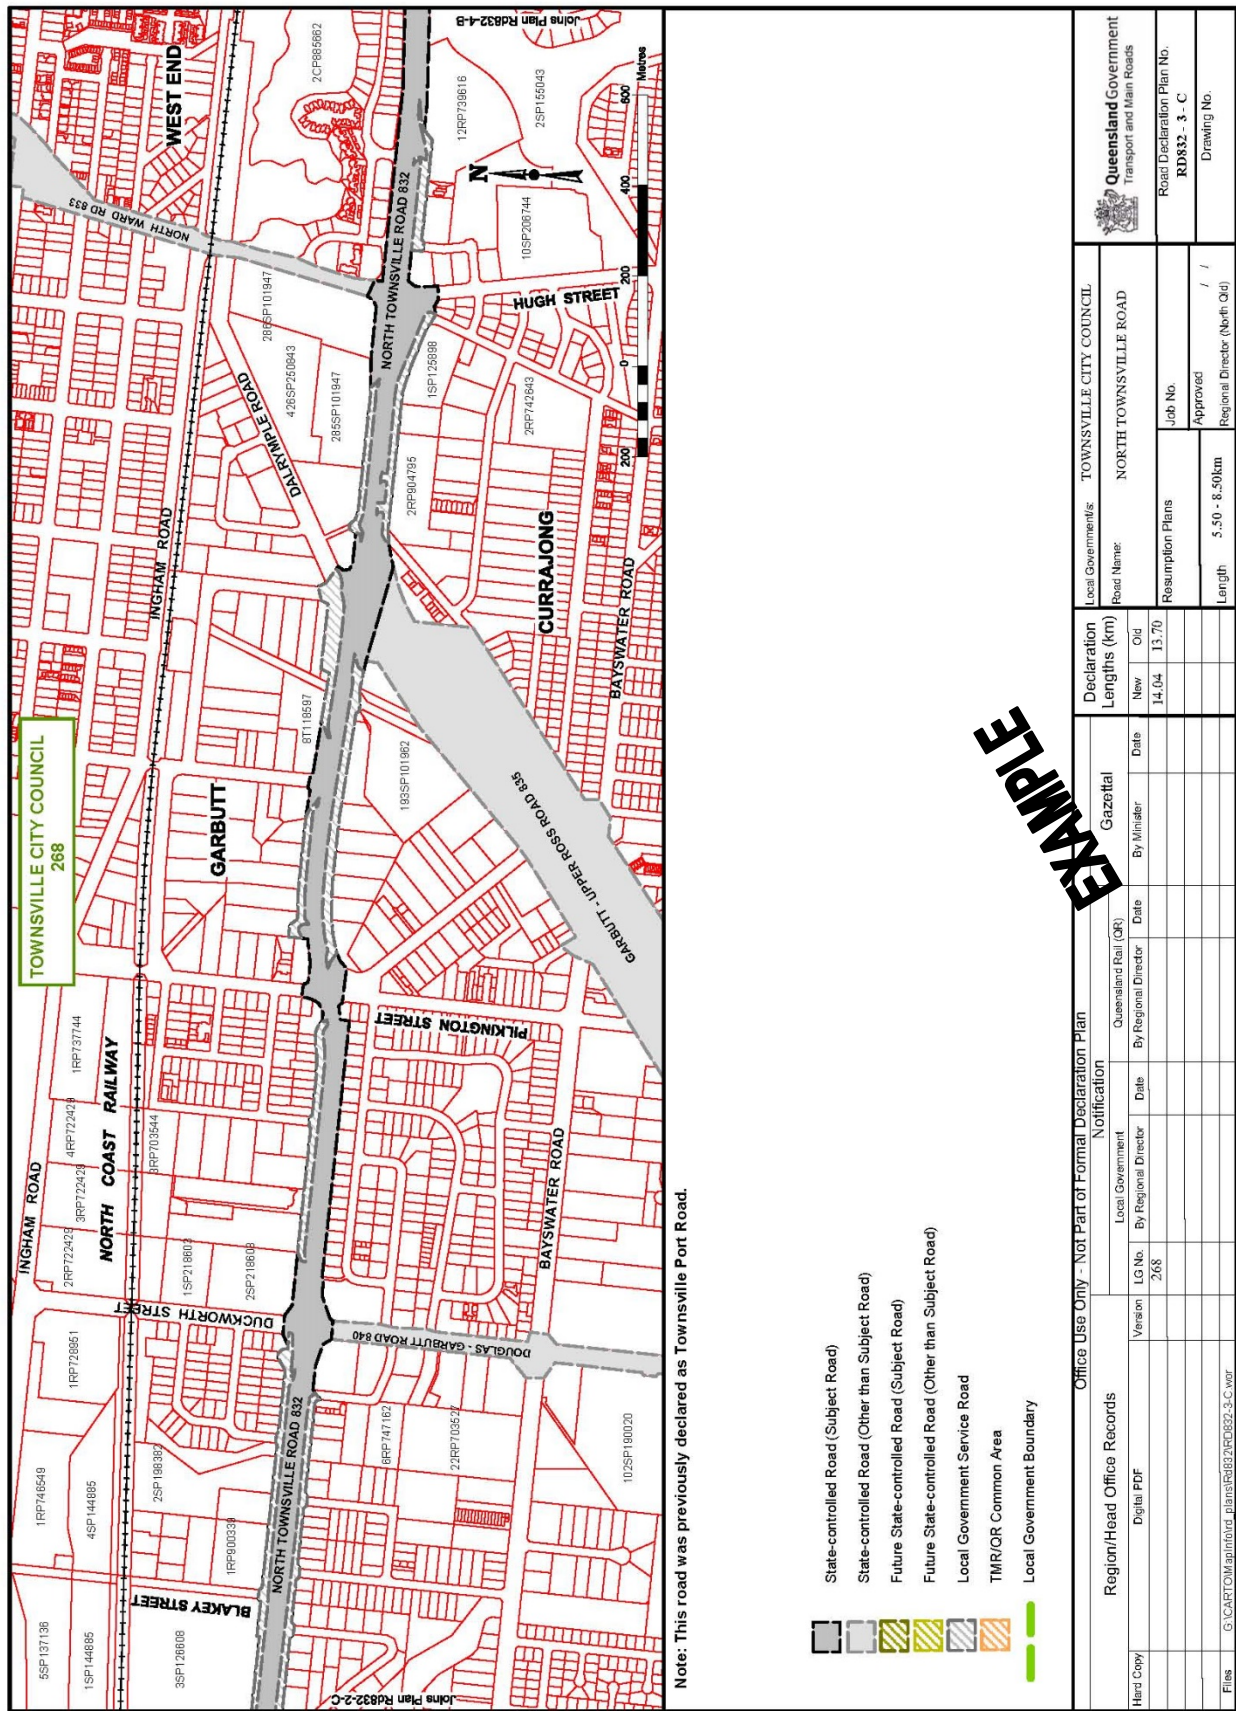 TOWNSVILLE CITY COUNCIL
268
INGHAM ROAD
INGHAM ROAD
WEST END
5SP137136
1RP746549
1RP728951
2RP722429
3RP722429
4RP722429
1RP737744
NORTH COAST RAILWAY
NORTH WARD RD 833
2CP885662
1SP144885
4SP144885
3SP126608
BLAKEY STREET
1RP900339
2SP198382
DUCKWORTH STREET
1SP218603
2SP218603
3RP703544
GARBUTT
8T118597
DALRYMPLE ROAD
426SP250843
286SP101947
285SP101947
NORTH TOWNSVILLE ROAD 832
NORTH TOWNSVILLE ROAD 832
Joins Plan Rd832-2-C
Joins Plan Rd832-4-B
6RP747162
22RP703527
102SP190020
DOUGLAS - GARBUTT ROAD 840
PILKINGTON STREET
BAYSWATER ROAD
BAYSWATER ROAD
193SP101962
GARBUTT - UPPER ROSS ROAD 835
CURRAJONG
2RP904795
1SP125898
2RP742643
HUGH STREET
12RP739616
2SP155043
10SP206744
N
200 0 200 400 600
Metres
Note: This road was previously declared as Townsville Port Road.
State-controlled Road (Subject Road)
State-controlled Road (Other than Subject Road)
Future State-controlled Road (Subject Road)
Future State-controlled Road (Other than Subject Road)
Local Government Service Road
TMR/QR Common Area
Local Government Boundary
EXAMPLE
Office Use Only - Not Part of Formal Declaration Plan
Region/Head Office Records
Notification
Gazettal
Local Government
Queensland Rail (QR)
Hard Copy
Digital PDF
Version
LG No.
By Regional Director
Date
By Regional Director
Date
By Minister
Date
268
Files
G:\CARTO\Mapinfo\rd_plans\Rd832\RD832-3-C.wor
Declaration
Lengths (km)
New Old
14.04 13.70
Local Government/s: TOWNSVILLE CITY COUNCIL
Road Name: NORTH TOWNSVILLE ROAD
Resumption Plans
Job No.
Length 5.50 - 8.50km
Approved / /
Regional Director (North Qld)
Queensland Government
Transport and Main Roads
Road Declaration Plan No.
RD832 - 3 - C
Drawing No.